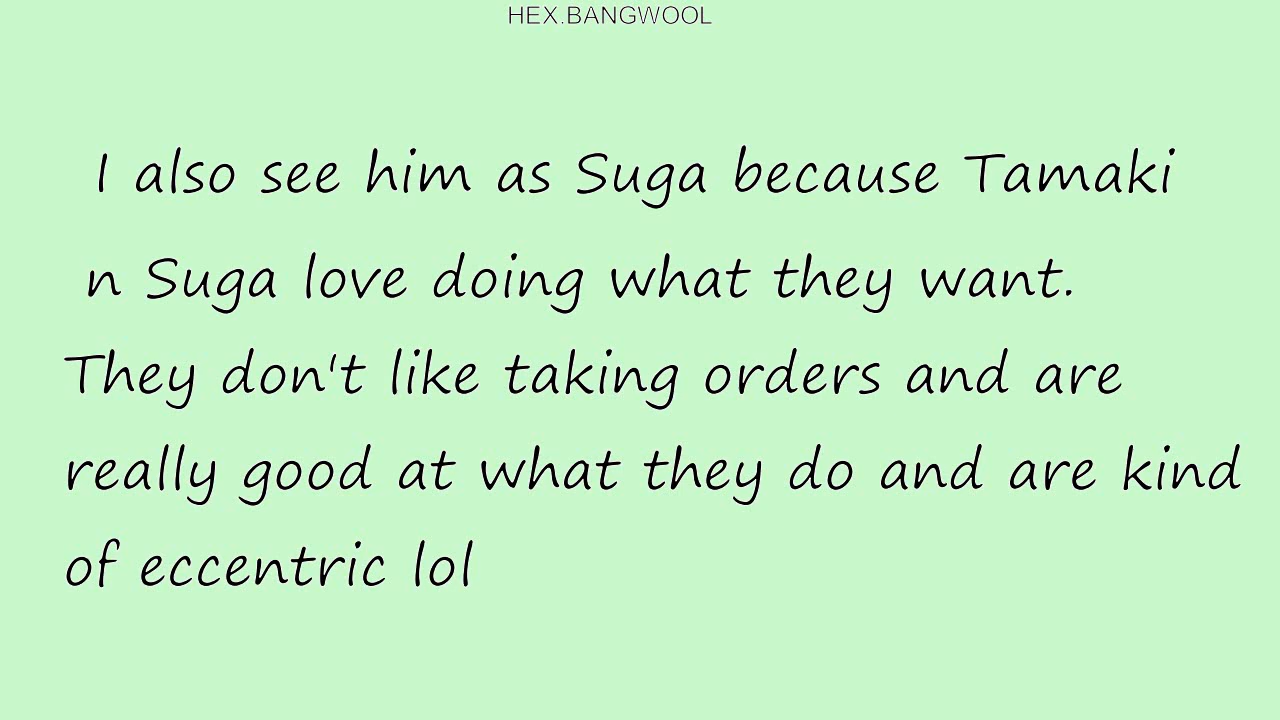 HEX.BANGWOOL
I also see him as Suga because Tamaki
n Suga love doing what they want.
They don't like taking orders and are
really good at what they do and are kind
of eccentric lol